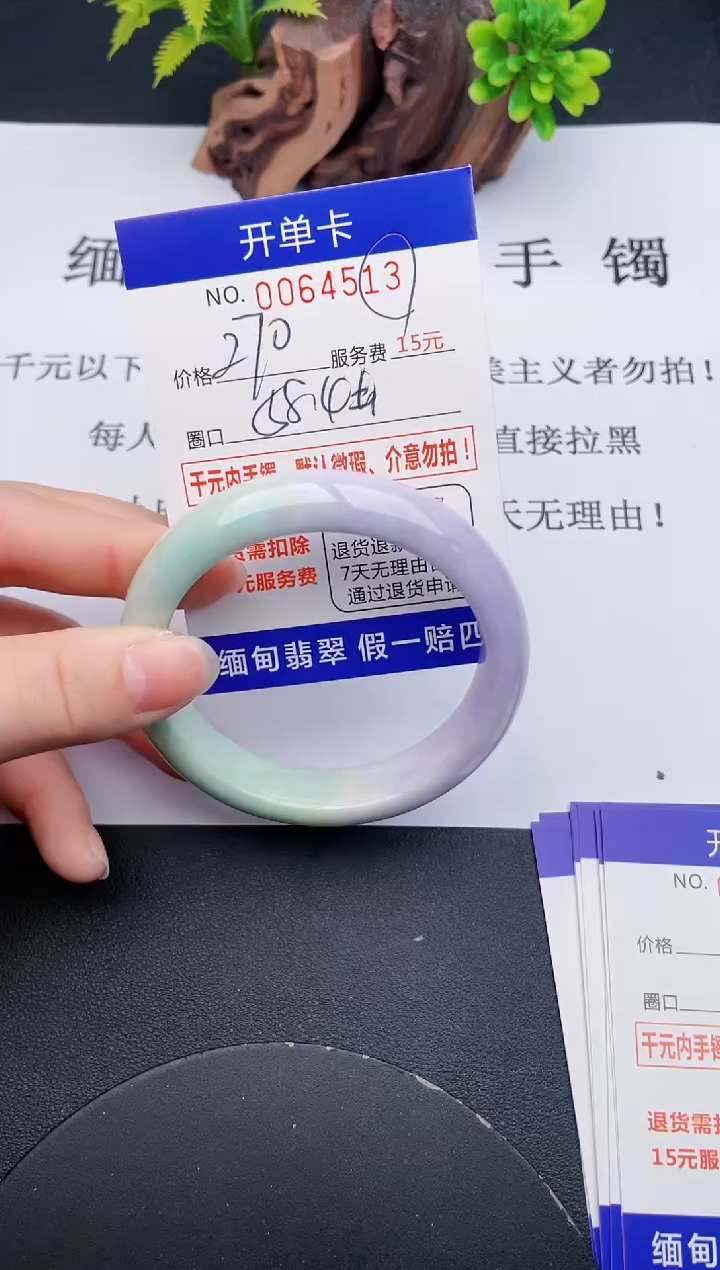 开单卡
NO. 0064513
价格 270 服务费 15元
圈口 58.4
千元内手镯、默认微瑕、介意勿拍！
货需扣除
元服务费
退货退款
7天无理由
通过退货申请
缅甸翡翠 假一赔四
缅 手镯
千元以下 美主义者勿拍！
每人 直接拉黑
天无理由！
开
NO.
价格
圈口
千元内手镯
退货需扣
15元服
缅甸